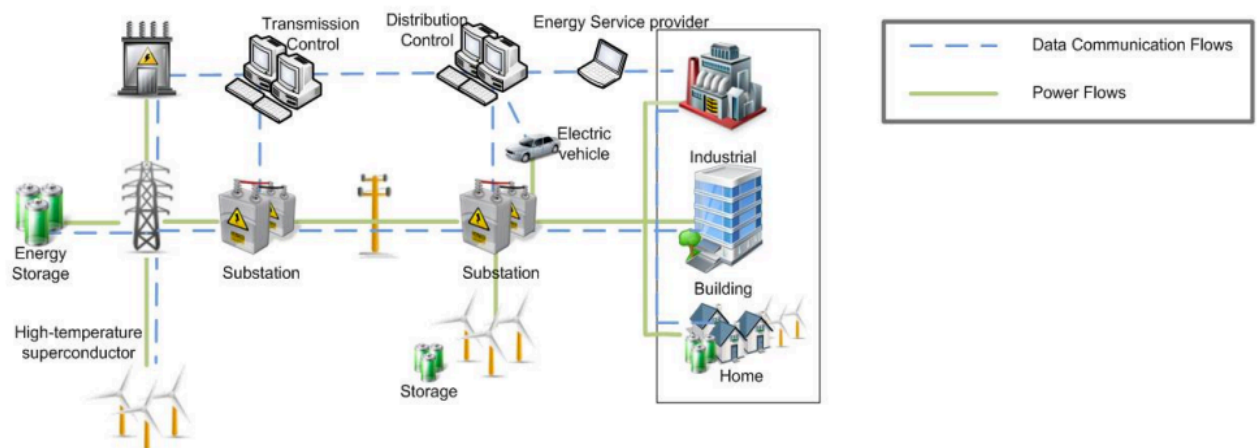 Transmission
Control
Distribution
Control
Energy Service provider
Data Communication Flows
Power Flows
Electric
vehicle
Industrial
Energy
Storage
Substation
Substation
Building
High-temperature
superconductor
Storage
Home